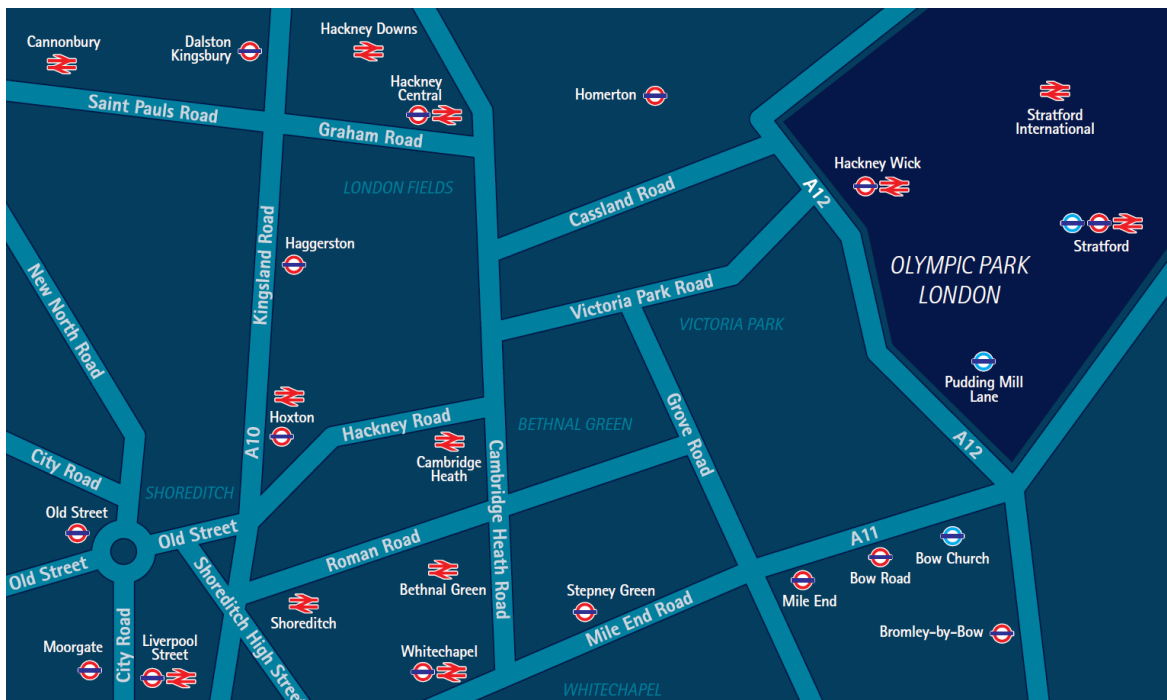 Cannonbury
Dalston
Kingsbury
Hackney Downs
Hackney
Central
Homerton
Stratford
International
Saint Pauls Road
Graham Road
LONDON FIELDS
Cassland Road
Hackney Wick
A12
Stratford
Haggerston
Kingsland Road
New North Road
OLYMPIC PARK
LONDON
Victoria Park Road
VICTORIA PARK
Pudding Mill
Lane
Hoxton
Hackney Road
BETHNAL GREEN
Grove Road
A12
A10
Cambridge
Heath
Cambridge Heath Road
City Road
SHOREDITCH
Old Street
Old Street
Old Street
Roman Road
A11
Bow Church
Bow Road
Mile End
Shoreditch High Street
Bethnal Green
Stepney Green
Mile End Road
Shoreditch
Bromley-by-Bow
Moorgate
City Road
Liverpool
Street
Whitechapel
WHITECHAPEL